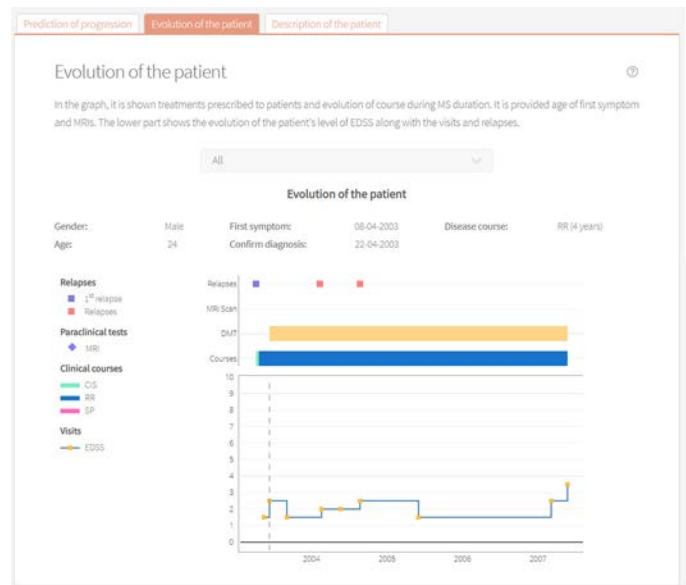 Prediction of progression Evolution of the patient Description of the patient
Evolution of the patient
In the graph, it is shown treatments prescribed to patients and evolution of course during MS duration. It is provided age of first symptom
and MRIs. The lower part shows the evolution of the patient's level of EDSS along with the visits and relapses.
All
Evolution of the patient
Gender: Male First symptom: 08-04-2003 Disease course: RR (4 years)
Age: 24 Confirm diagnosis: 22-04-2003
Relapses
1st relapse
Relapses
Paraclinical tests
MRI
Clinical courses
CIS
RR
SP
Visits
EDSS
Relapses
MRI Scan
DMT
Courses
10
9
8
7
6
5
4
3
2
1
0
2004 2005 2006 2007